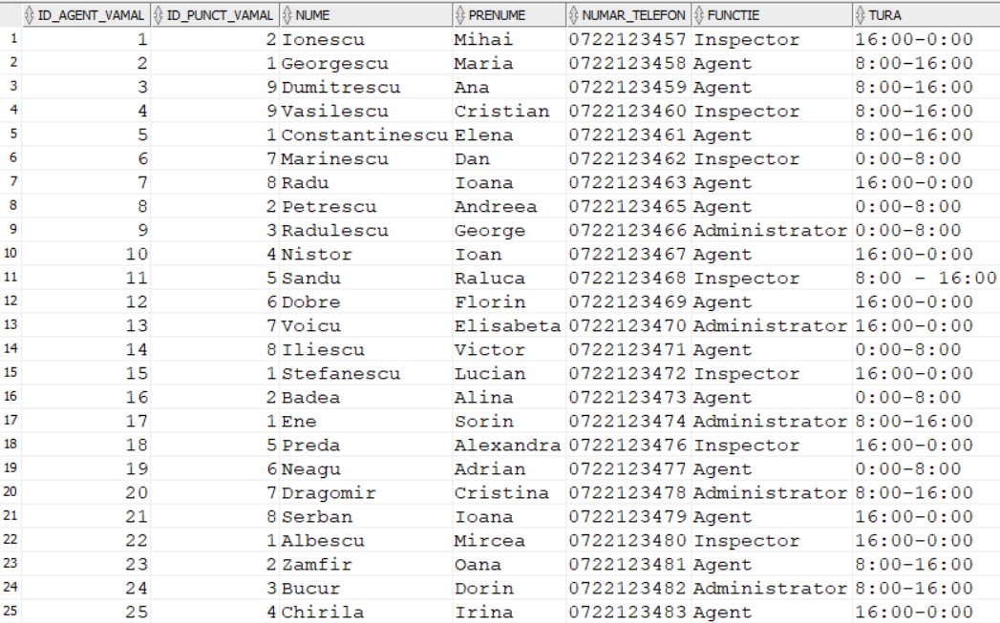 ID_AGENT_VAMAL ID_PUNCT_VAMAL NUME PRENUME NUMAR_TELEFON FUNCTIE TURA
1 1 2 Ionescu Mihai 0722123457 Inspector 16:00-0:00
2 2 1 Georgescu Maria 0722123458 Agent 8:00-16:00
3 3 9 Dumitrescu Ana 0722123459 Agent 8:00-16:00
4 4 9 Vasilescu Cristian 0722123460 Inspector 8:00-16:00
5 5 1 Constantinescu Elena 0722123461 Agent 8:00-16:00
6 6 7 Marinescu Dan 0722123462 Inspector 0:00-8:00
7 7 8 Radu Ioana 0722123463 Agent 16:00-0:00
8 8 2 Petrescu Andreea 0722123465 Agent 0:00-8:00
9 9 3 Radulescu George 0722123466 Administrator 0:00-8:00
10 10 4 Nistor Ioan 0722123467 Agent 16:00-0:00
11 11 5 Sandu Raluca 0722123468 Inspector 8:00 - 16:00
12 12 6 Dobre Florin 0722123469 Agent 16:00-0:00
13 13 7 Voicu Elisabeta 0722123470 Administrator 16:00-0:00
14 14 8 Iliescu Victor 0722123471 Agent 0:00-8:00
15 15 1 Stefanescu Lucian 0722123472 Inspector 16:00-0:00
16 16 2 Badea Alina 0722123473 Agent 0:00-8:00
17 17 1 Ene Sorin 0722123474 Administrator 8:00-16:00
18 18 5 Preda Alexandra 0722123476 Inspector 16:00-0:00
19 19 6 Neagu Adrian 0722123477 Agent 0:00-8:00
20 20 7 Dragomir Cristina 0722123478 Administrator 8:00-16:00
21 21 8 Serban Ioana 0722123479 Agent 16:00-0:00
22 22 1 Albescu Mircea 0722123480 Inspector 16:00-0:00
23 23 2 Zamfir Oana 0722123481 Agent 8:00-16:00
24 24 3 Bucur Dorin 0722123482 Administrator 8:00-16:00
25 25 4 Chirila Irina 0722123483 Agent 16:00-0:00